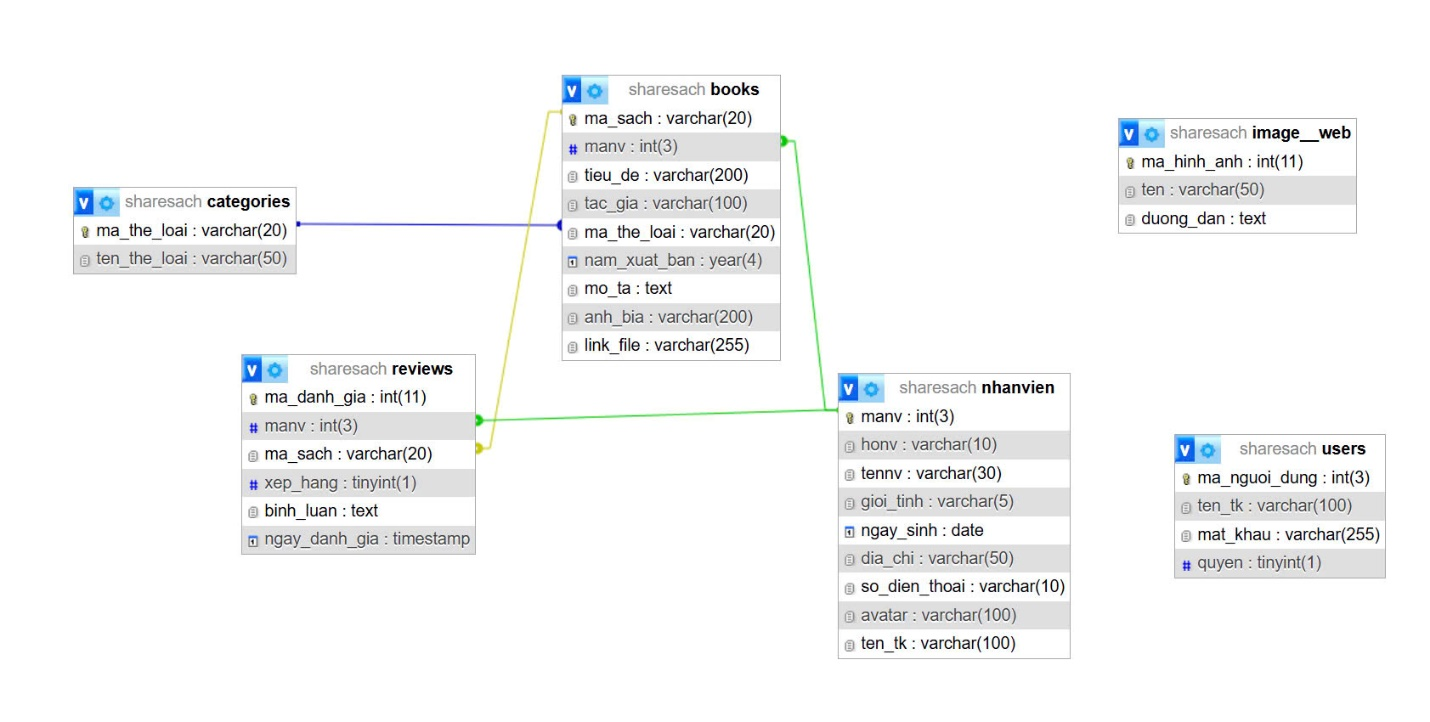 sharesach books
ma_sach : varchar(20)
manv : int(3)
tieu_de : varchar(200)
tac_gia : varchar(100)
ma_the_loai : varchar(20)
nam_xuat_ban : year(4)
mo_ta : text
anh_bia : varchar(200)
link_file : varchar(255)
sharesach image__web
ma_hinh_anh : int(11)
ten : varchar(50)
duong_dan : text
sharesach categories
ma_the_loai : varchar(20)
ten_the_loai : varchar(50)
sharesach reviews
ma_danh_gia : int(11)
manv : int(3)
ma_sach : varchar(20)
xep_hang : tinyint(1)
binh_luan : text
ngay_danh_gia : timestamp
sharesach nhanvien
manv : int(3)
honv : varchar(10)
tennv : varchar(30)
gioi_tinh : varchar(5)
ngay_sinh : date
dia_chi : varchar(50)
so_dien_thoai : varchar(10)
avatar : varchar(100)
ten_tk : varchar(100)
sharesach users
ma_nguoi_dung : int(3)
ten_tk : varchar(100)
mat_khau : varchar(255)
quyen : tinyint(1)